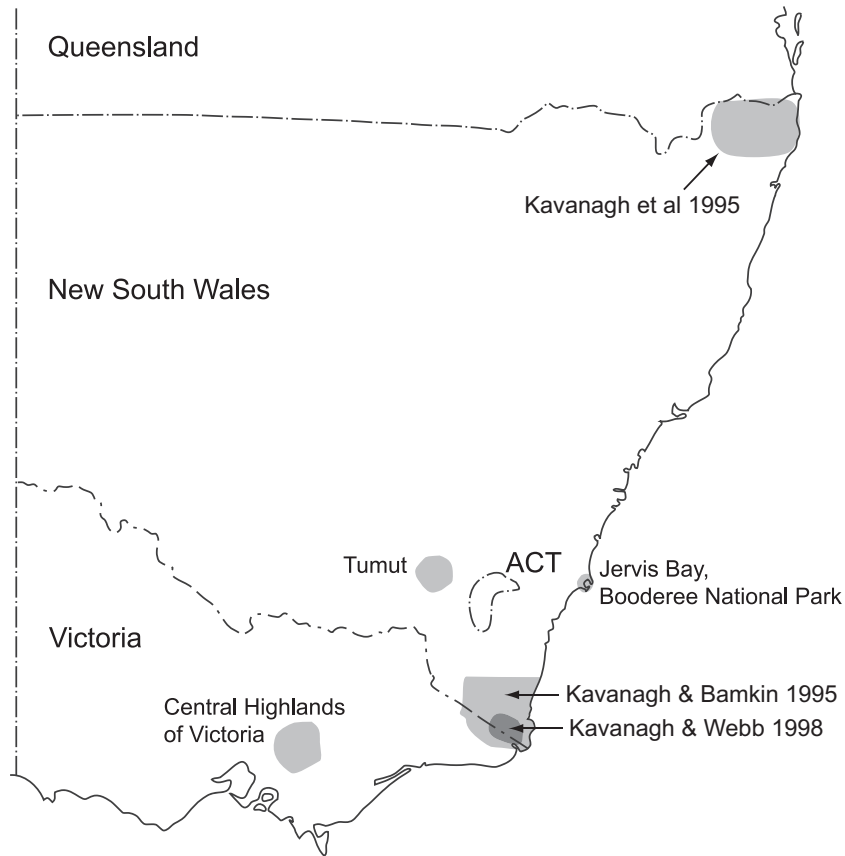 Queensland
Kavanagh et al 1995
New South Wales
Tumut
ACT
Jervis Bay,
Booderee National Park
Victoria
Kavanagh & Bamkin 1995
Central Highlands
of Victoria
Kavanagh & Webb 1998